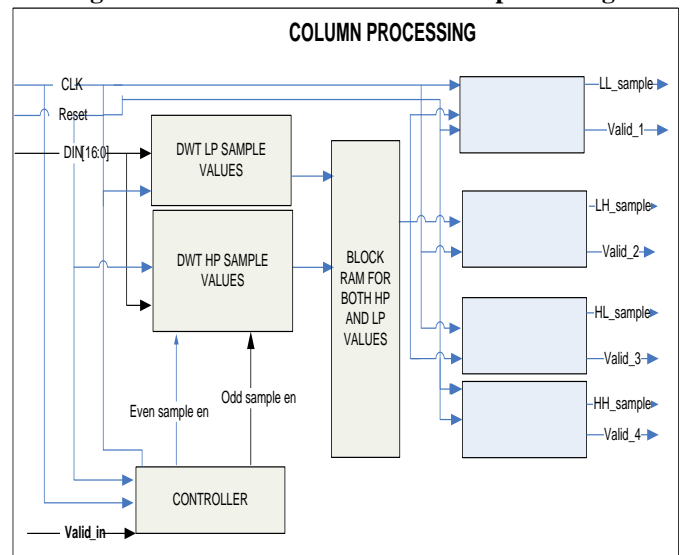 COLUMN PROCESSING
CLK
Reset
DIN[16:0]
DWT LP SAMPLE
VALUES
DWT HP SAMPLE
VALUES
BLOCK
RAM FOR
BOTH HP
AND LP
VALUES
LL_sample
Valid_1
LH_sample
Valid_2
HL_sample
Valid_3
HH_sample
Valid_4
Even sample en
Odd sample en
CONTROLLER
Valid_in